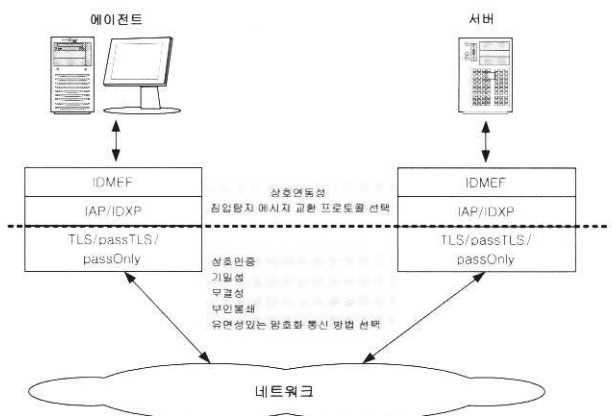 에이전트
서버
IDMEF
IAP/IDXP
TLS/passTLS/
passOnly
상호연동성
침입탐지 메시지 교환 프로토콜 선택
IDMEF
IAP/IDXP
TLS/passTLS/
passOnly
상호인증
기밀성
무결성
부인봉쇄
유연성있는 암호화 통신 방법 선택
네트워크